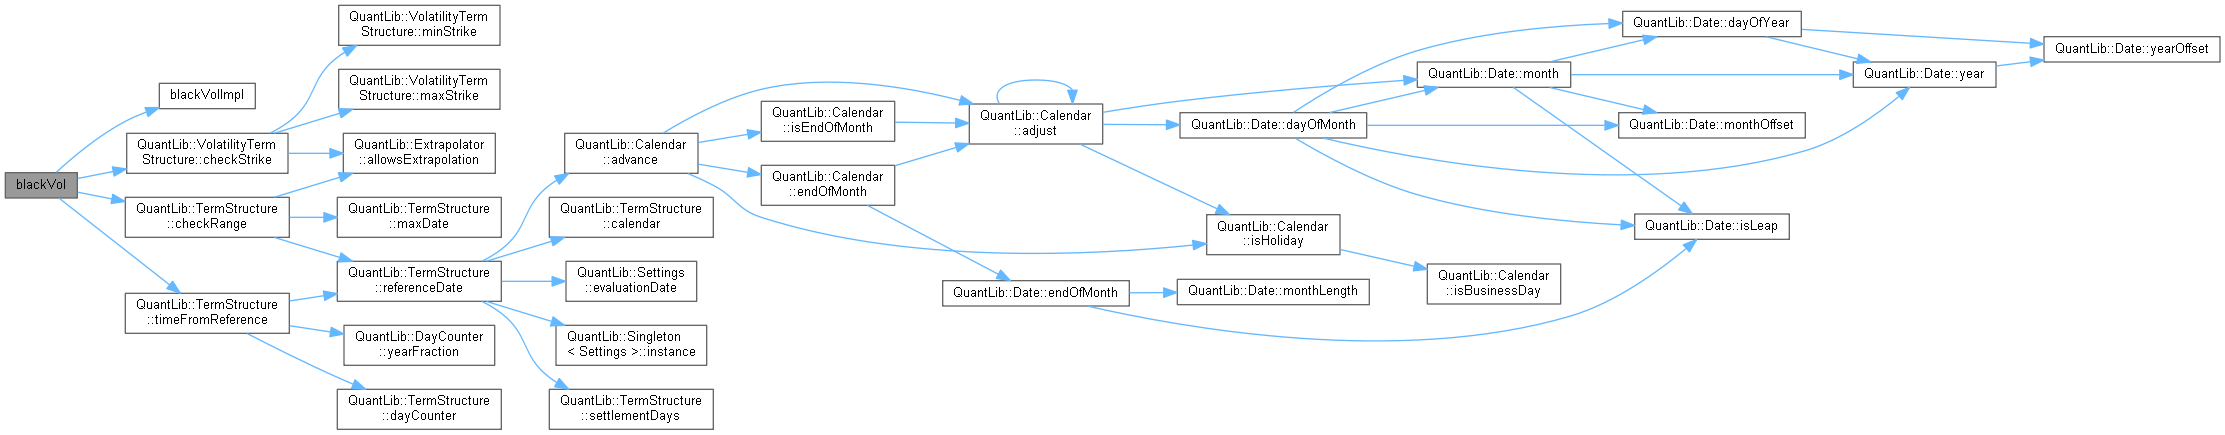 blackVol
blackVolImpl
QuantLib::VolatilityTerm
Structure::checkStrike
QuantLib::TermStructure
::checkRange
QuantLib::TermStructure
::timeFromReference
QuantLib::VolatilityTerm
Structure::minStrike
QuantLib::VolatilityTerm
Structure::maxStrike
QuantLib::Extrapolator
::allowsExtrapolation
QuantLib::TermStructure
::maxDate
QuantLib::TermStructure
::referenceDate
QuantLib::DayCounter
::yearFraction
QuantLib::TermStructure
::dayCounter
QuantLib::Calendar
::advance
QuantLib::TermStructure
::calendar
QuantLib::Settings
::evaluationDate
QuantLib::Singleton
< Settings >::instance
QuantLib::TermStructure
::settlementDays
QuantLib::Calendar
::isEndOfMonth
QuantLib::Calendar
::endOfMonth
QuantLib::Calendar
::adjust
QuantLib::Date::endOfMonth
QuantLib::Date::dayOfMonth
QuantLib::Calendar
::isHoliday
QuantLib::Date::monthLength
QuantLib::Date::month
QuantLib::Calendar
::isBusinessDay
QuantLib::Date::dayOfYear
QuantLib::Date::monthOffset
QuantLib::Date::isLeap
QuantLib::Date::year
QuantLib::Date::yearOffset